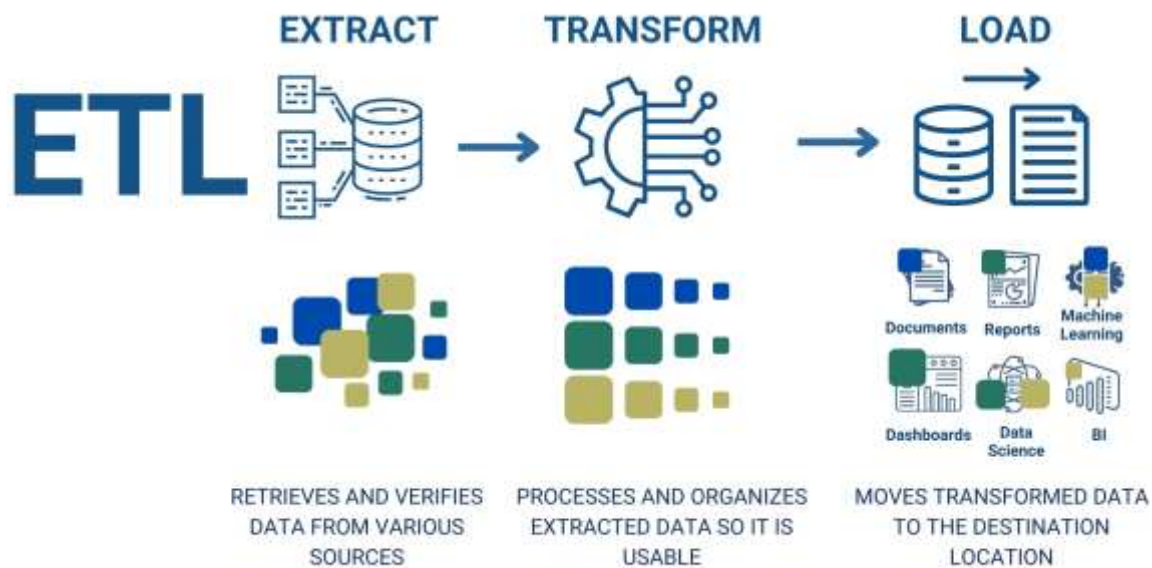 EXTRACT
TRANSFORM
LOAD
ETL
Documents
Reports
Machine
Learning
Dashboards
Data
Science
BI
RETRIEVES AND VERIFIES
DATA FROM VARIOUS
SOURCES
PROCESSES AND ORGANIZES
EXTRACTED DATA SO IT IS
USABLE
MOVES TRANSFORMED DATA
TO THE DESTINATION
LOCATION